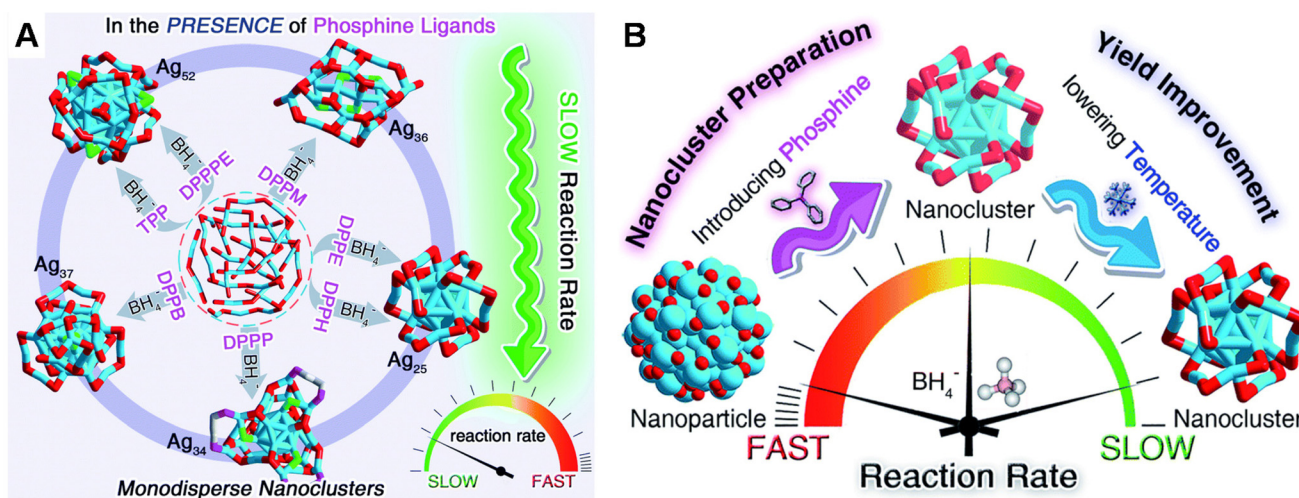 A
In the PRESENCE of Phosphine Ligands
Ag52
Ag36
BH4-
DPPPE
BH4-
TPP
BH4-
DPPM
DPPE
BH4-
DPPH
BH4-
Ag25
Ag37
BH4-
DPPB
DPPP
BH4-
Ag34
Monodisperse Nanoclusters
SLOW Reaction Rate
reaction rate
SLOW
FAST
B
Nanocluster Preparation
Introducing Phosphine
Yield Improvement
lowering Temperature
Nanocluster
Nanoparticle
BH4-
Nanocluster
FAST
SLOW
Reaction Rate